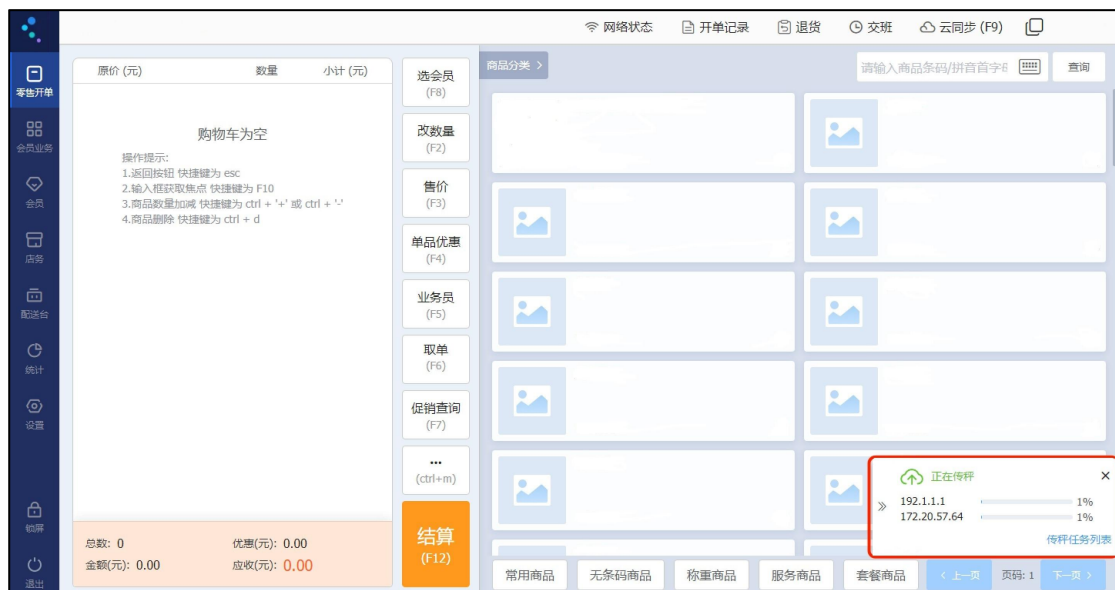 网络状态 开单记录 退货 交班 云同步 (F9)
零售开单
会员业务
会员
店务
配送台
统计
设置
锁屏
退出
原价 (元) 数量 小计 (元)
购物车为空
操作提示:
1.返回按钮 快捷键为 esc
2.输入框获取焦点 快捷键为 F10
3.商品数量加减 快捷键为 ctrl + '+' 或 ctrl + '-'
4.商品删除 快捷键为 ctrl + d
总数: 0 优惠(元): 0.00
金额(元): 0.00 应收(元): 0.00
选会员
(F8)
改数量
(F2)
售价
(F3)
单品优惠
(F4)
业务员
(F5)
取单
(F6)
促销查询
(F7)
•••
(ctrl+m)
结算
(F12)
商品分类 >
请输入商品条码/拼音首字 查询
正在传秤 ×
» 192.1.1.1 1%
172.20.57.64 1%
传秤任务列表
常用商品 无条码商品 称重商品 服务商品 套餐商品 < 上一页 页码: 1 下一页 >